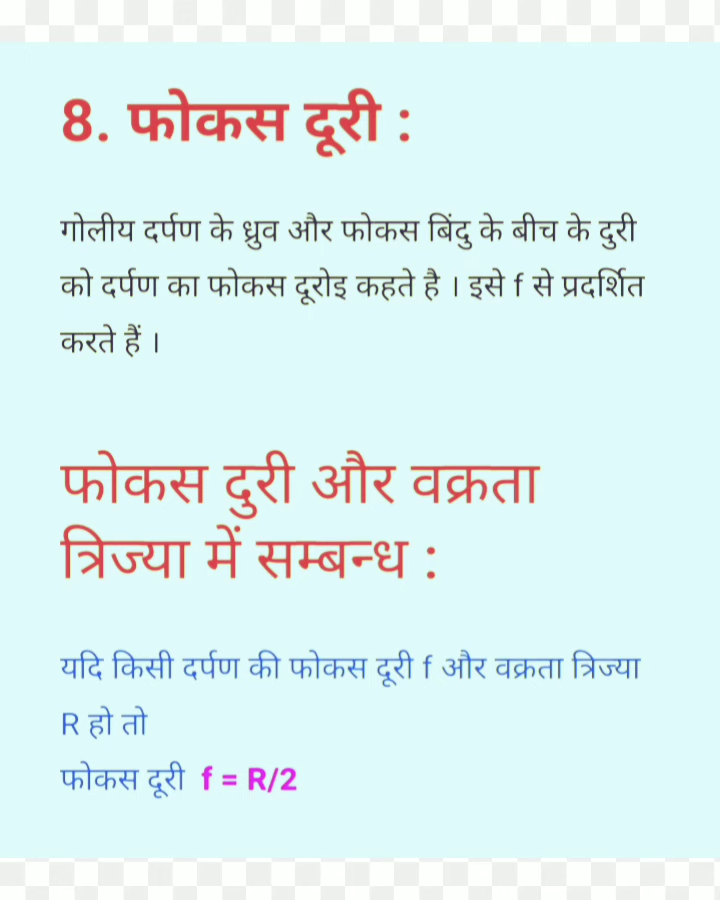 8. फोकस दूरी :
गोलीय दर्पण के ध्रुव और फोकस बिंदु के बीच के दुरी
को दर्पण का फोकस दूरोइ कहते है । इसे f से प्रदर्शित
करते हैं ।
फोकस दुरी और वक्रता
त्रिज्या में सम्बन्ध :
यदि किसी दर्पण की फोकस दूरी f और वक्रता त्रिज्या
R हो तो
फोकस दूरी f = R/2